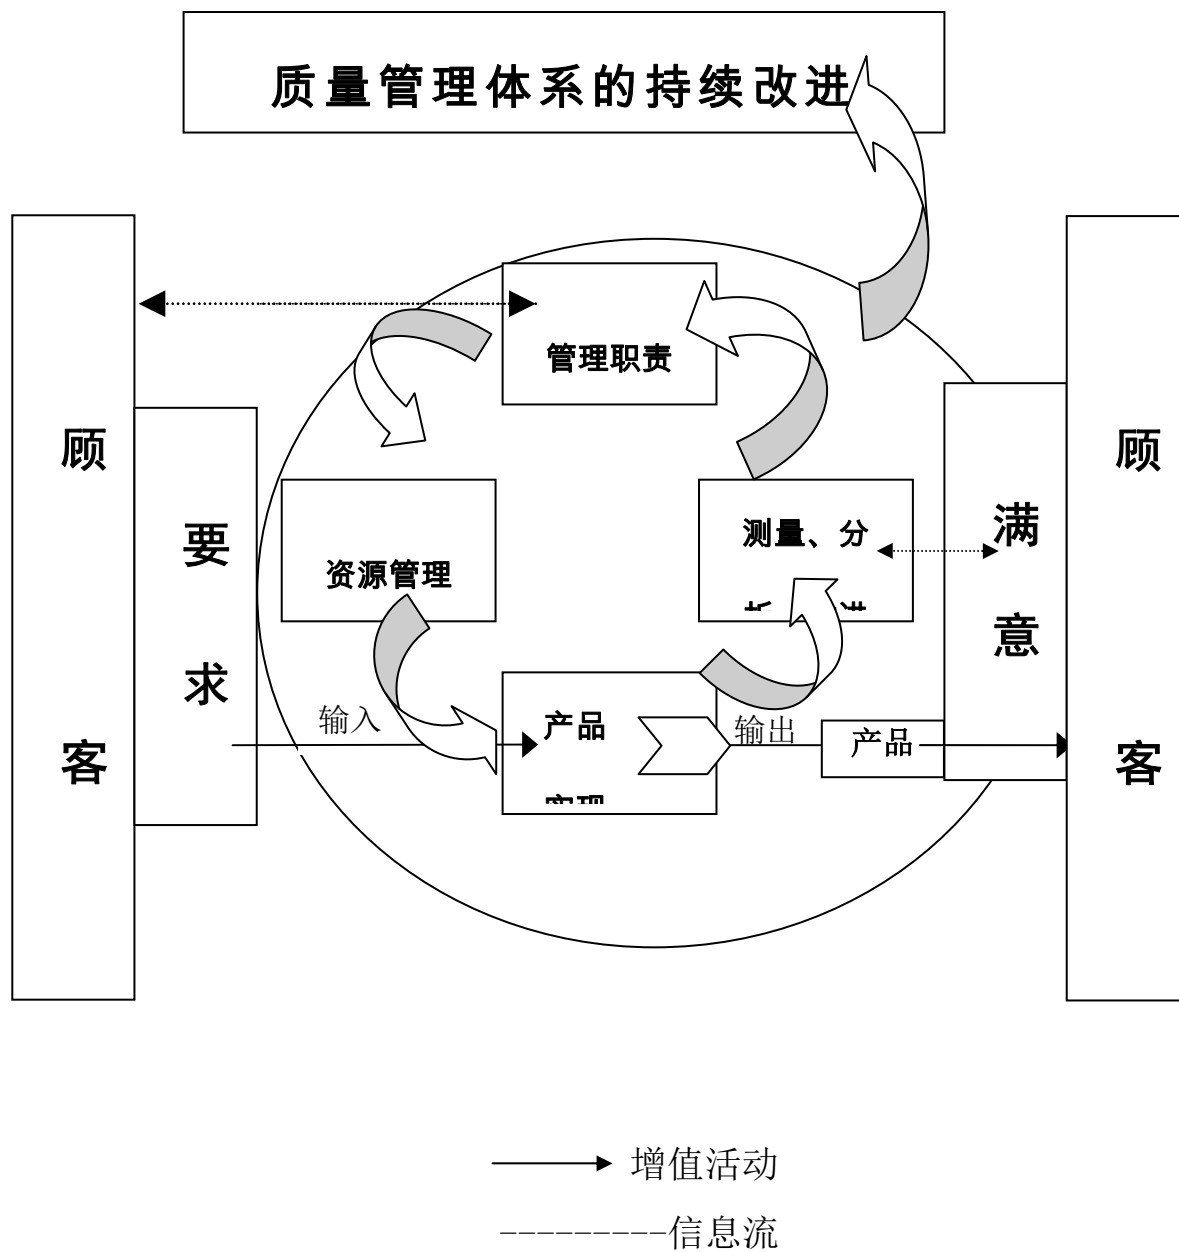 质量管理体系的持续改进
顾
客
要
求
管理职责
资源管理
测量、分
满
意
顾
客
输入
产品
输出
产品
增值活动
信息流